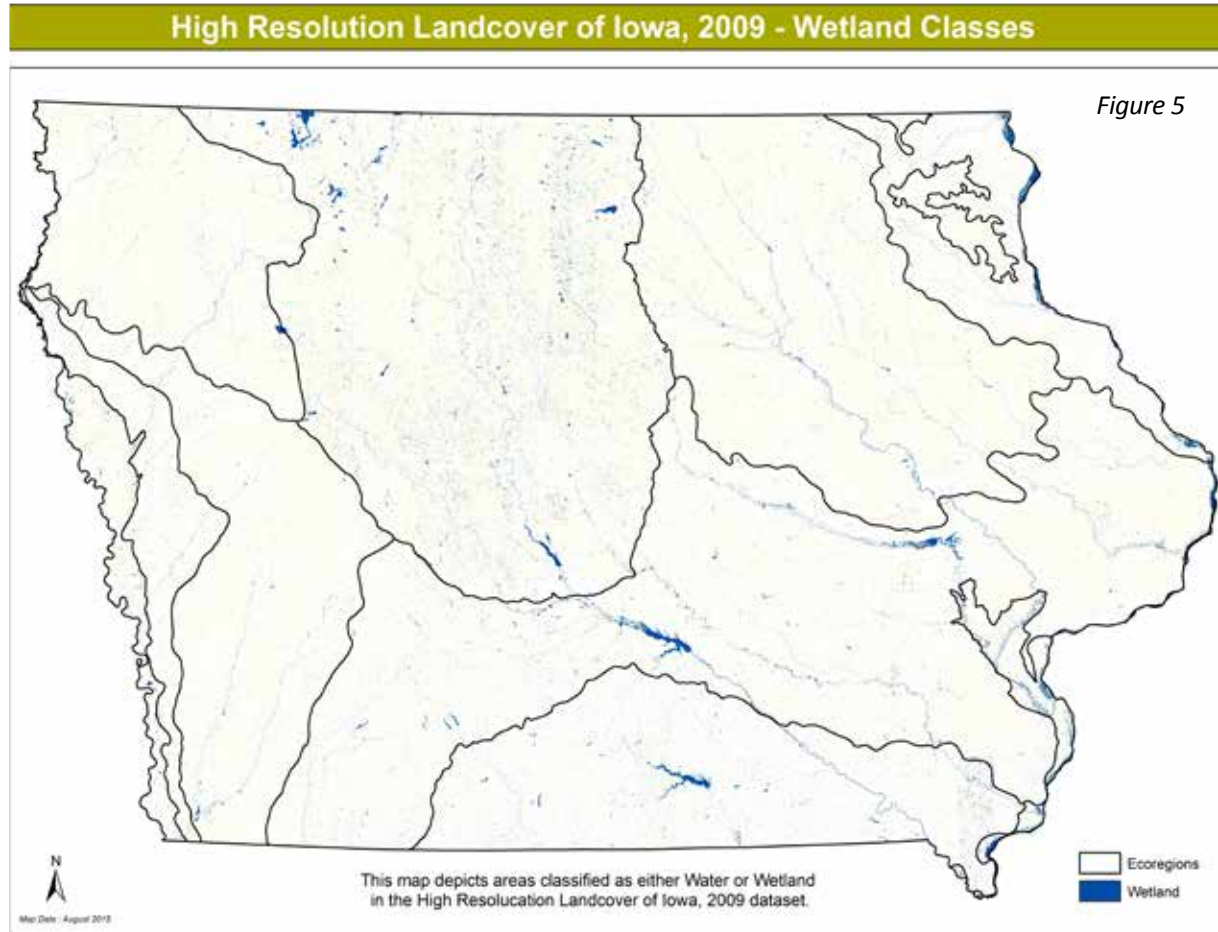 High Resolution Landcover of Iowa, 2009 - Wetland Classes
Figure 5
N
Map Date : August 2015
This map depicts areas classified as either Water or Wetland
in the High Resolucation Landcover of Iowa, 2009 dataset.
Ecoregions
Wetland